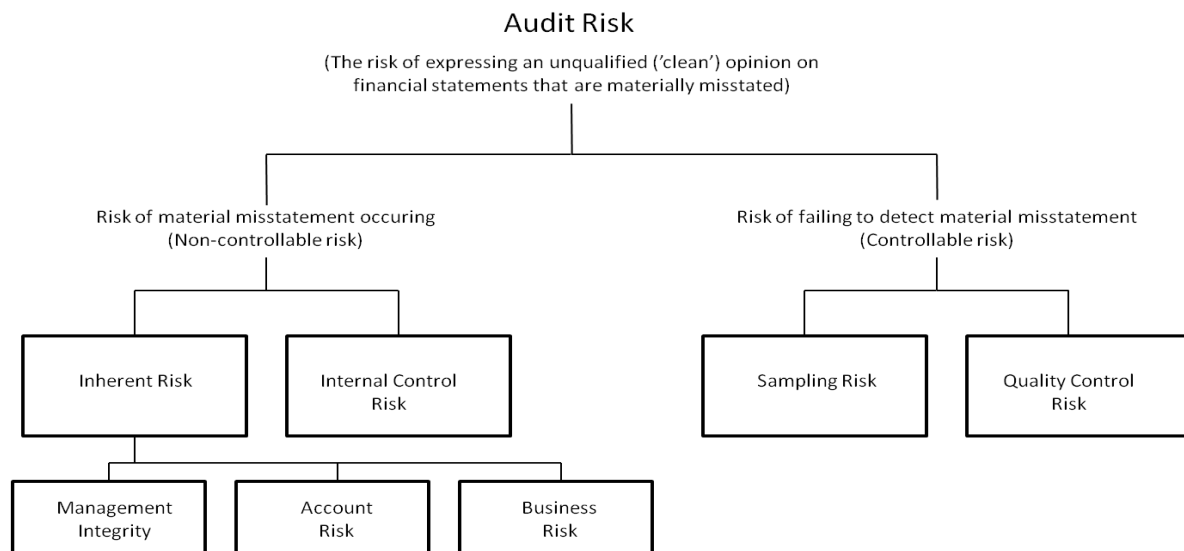 Audit Risk
(The risk of expressing an unqualified ('clean') opinion on
financial statements that are materially misstated)
Risk of material misstatement occuring
(Non-controllable risk)
Risk of failing to detect material misstatement
(Controllable risk)
Inherent Risk
Internal Control
Risk
Sampling Risk
Quality Control
Risk
Management
Integrity
Account
Risk
Business
Risk